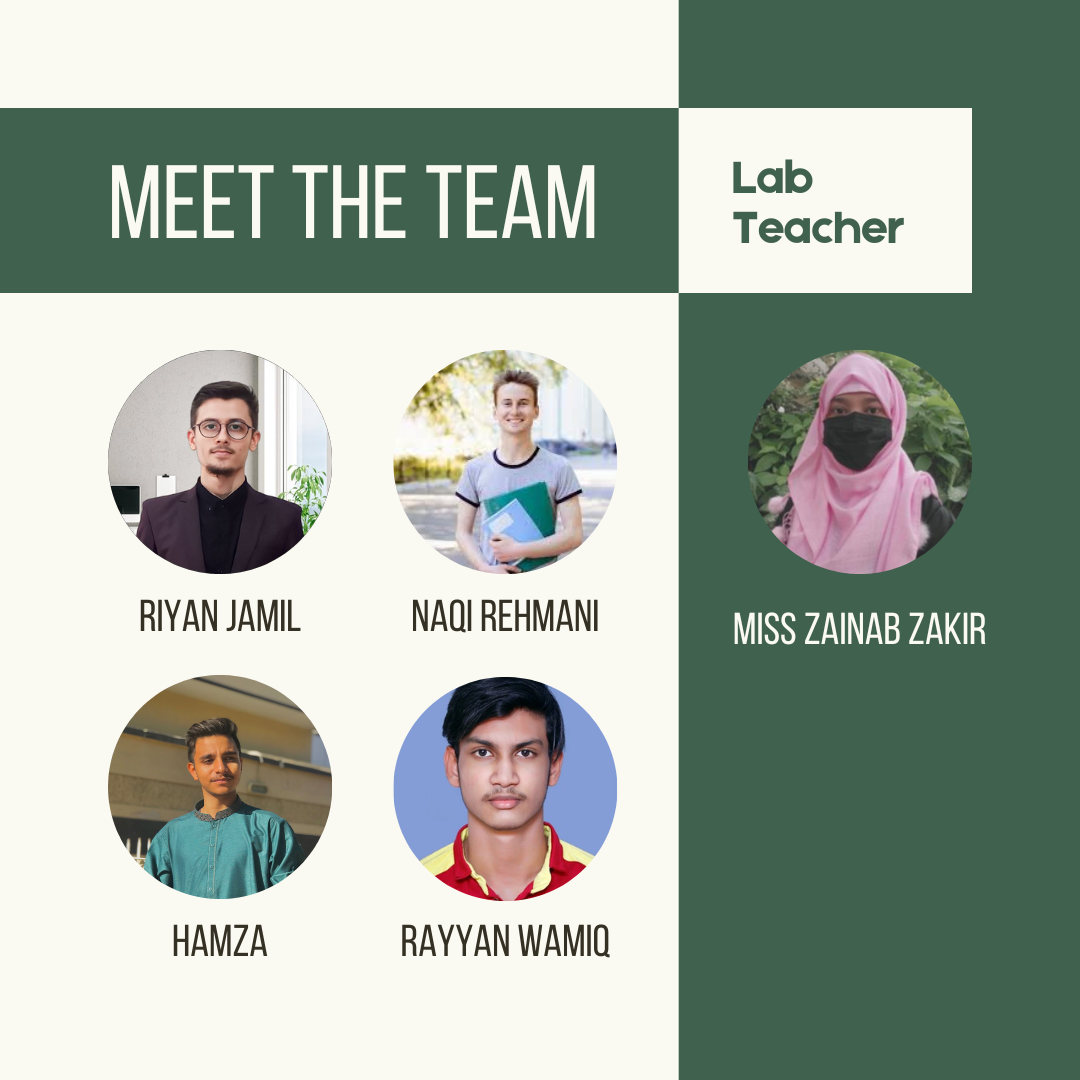 MEET THE TEAM
Lab
Teacher
RIYAN JAMIL
NAQI REHMANI
MISS ZAINAB ZAKIR
HAMZA
RAYYAN WAMIQ